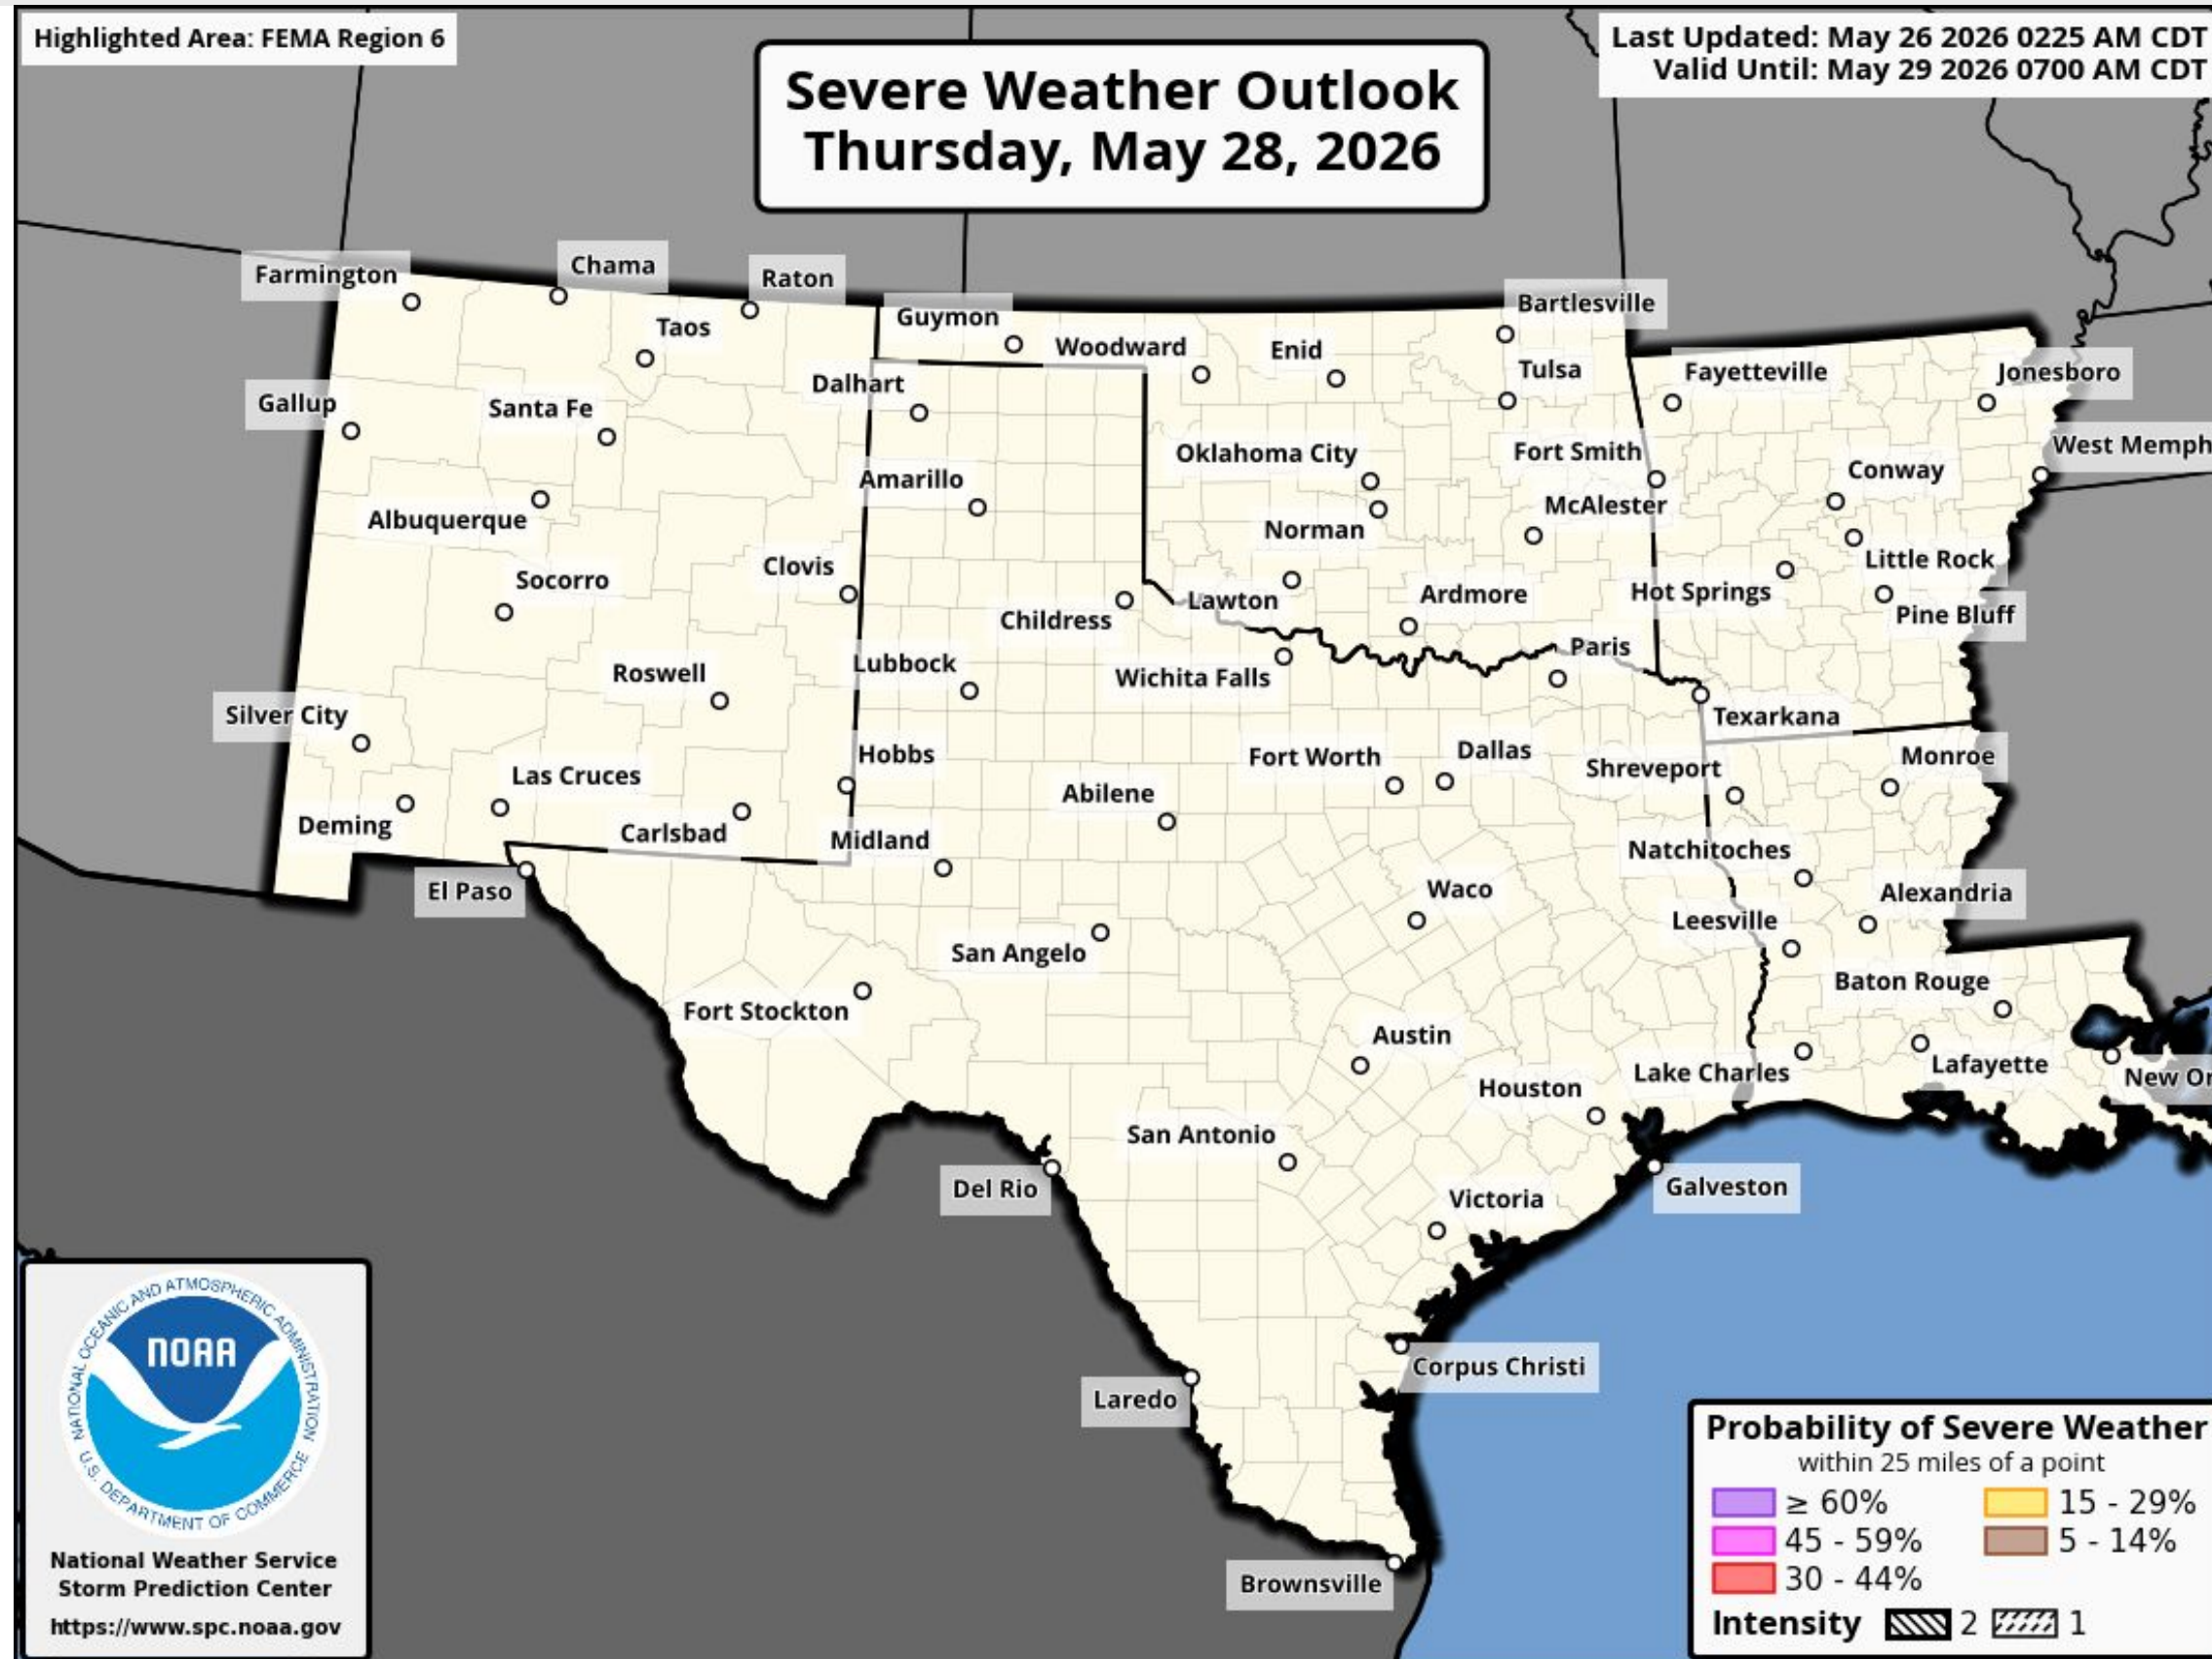 Highlighted Area: FEMA Region 6
Severe Weather Outlook
Thursday, May 28, 2026
Last Updated: May 26 2026 0225 AM CDT
Valid Until: May 29 2026 0700 AM CDT
Farmington
Chama
Raton
Taos
Guymon
Woodward
Enid
Bartlesville
Tulsa
Fayetteville
Jonesboro
Gallup
Santa Fe
Dalhart
Oklahoma City
Fort Smith
Conway
West Memph
Albuquerque
Amarillo
Norman
McAlester
Little Rock
Socorro
Clovis
Childress
Lawton
Ardmore
Hot Springs
Pine Bluff
Roswell
Lubbock
Wichita Falls
Paris
Texarkana
Silver City
Las Cruces
Hobbs
Abilene
Fort Worth
Dallas
Shreveport
Monroe
Deming
Carlsbad
Midland
Natchitoches
El Paso
Waco
Alexandria
San Angelo
Leesville
Fort Stockton
Baton Rouge
Austin
Houston
Lake Charles
Lafayette
New Or
San Antonio
Del Rio
Victoria
Galveston
Corpus Christi
Laredo
Brownsville
NATIONAL OCEANIC AND ATMOSPHERIC ADMINISTRATION
NOAA
U.S. DEPARTMENT OF COMMERCE
National Weather Service
Storm Prediction Center
https://www.spc.noaa.gov
Probability of Severe Weather
within 25 miles of a point
≥ 60% 15 - 29%
45 - 59% 5 - 14%
30 - 44%
Intensity 2 1